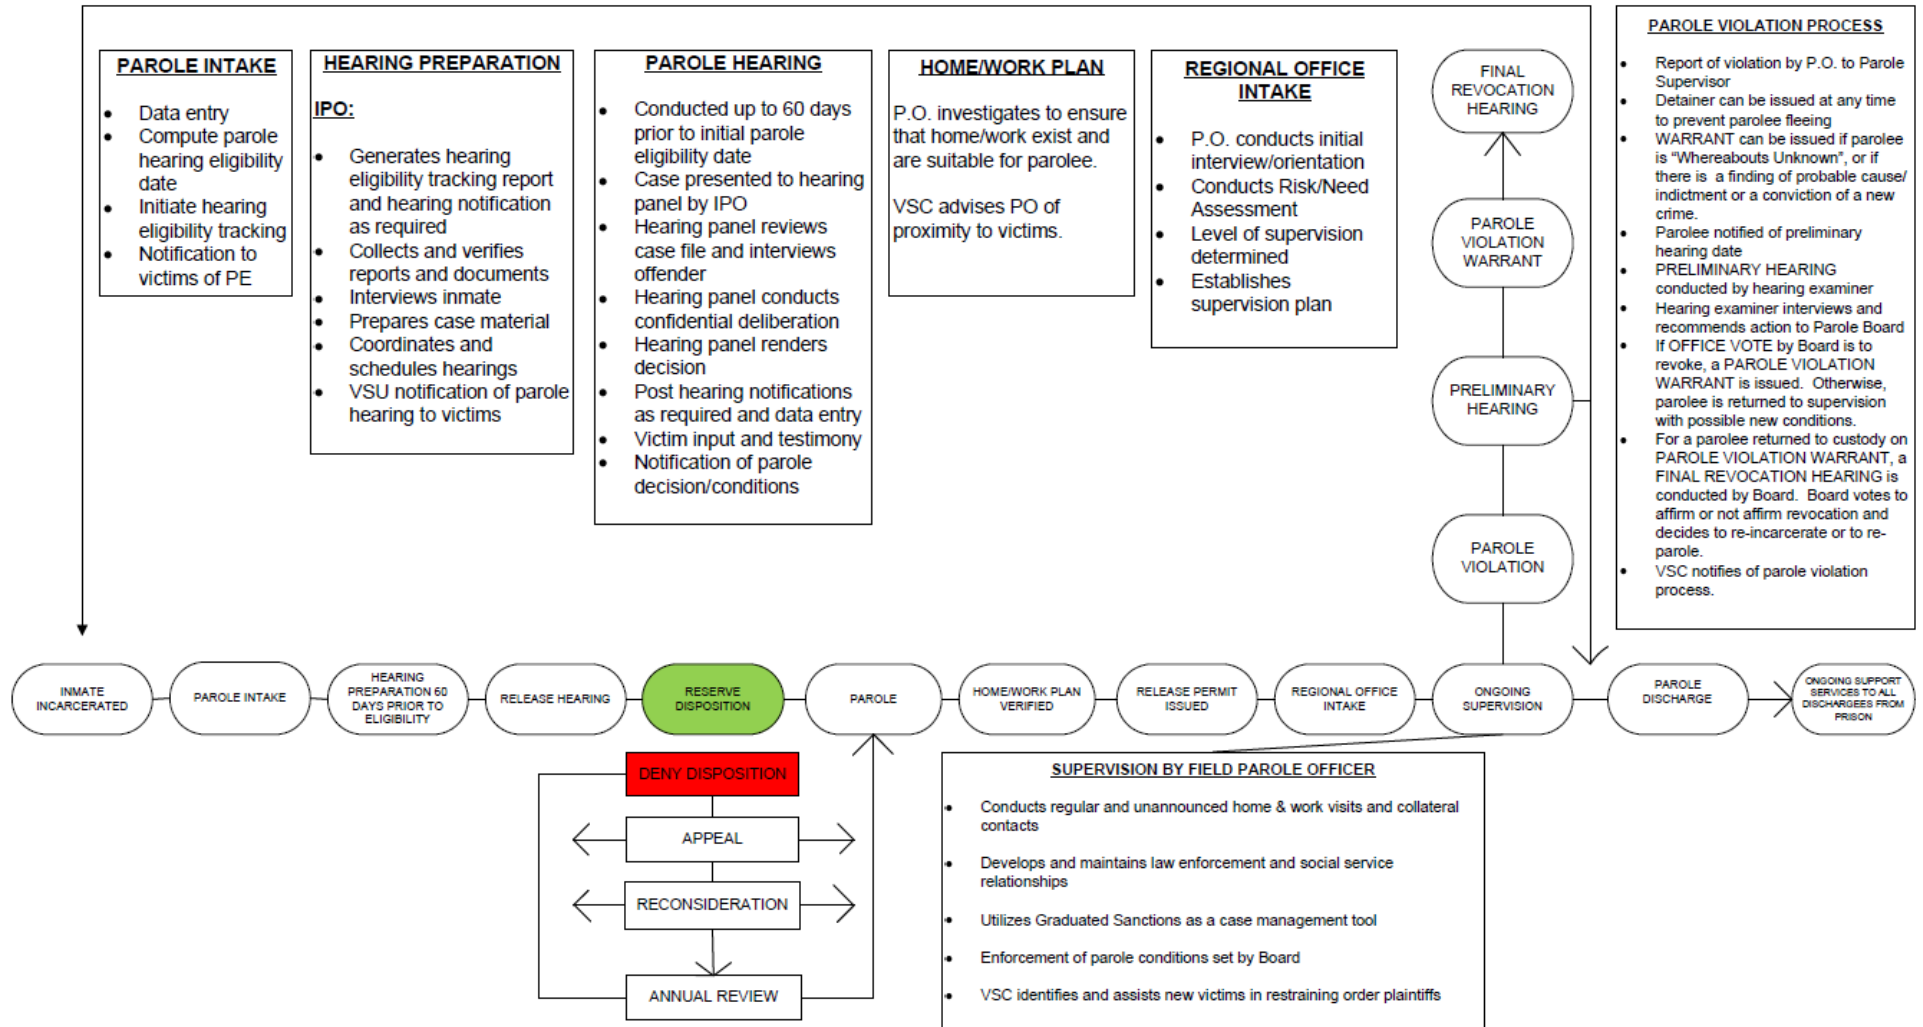 PAROLE INTAKE
• Data entry
• Compute parole
hearing eligibility
date
• Initiate hearing
eligibility tracking
• Notification to
victims of PE
HEARING PREPARATION
IPO:
• Generates hearing
eligibility tracking report
and hearing notification
as required
• Collects and verifies
reports and documents
• Interviews inmate
• Prepares case material
• Coordinates and
schedules hearings
• VSU notification of parole
hearing to victims
PAROLE HEARING
• Conducted up to 60 days
prior to initial parole
eligibility date
• Case presented to hearing
panel by IPO
• Hearing panel reviews
case file and interviews
offender
• Hearing panel conducts
confidential deliberation
• Hearing panel renders
decision
• Post hearing notifications
as required and data entry
• Victim input and testimony
• Notification of parole
decision/conditions
HOME/WORK PLAN
P.O. investigates to ensure
that home/work exist and
are suitable for parolee.
VSC advises PO of
proximity to victims.
REGIONAL OFFICE
INTAKE
• P.O. conducts initial
interview/orientation
• Conducts Risk/Need
Assessment
• Level of supervision
determined
• Establishes
supervision plan
FINAL
REVOCATION
HEARING
PAROLE
VIOLATION
WARRANT
PRELIMINARY
HEARING
PAROLE
VIOLATION
PAROLE VIOLATION PROCESS
• Report of violation by P.O. to Parole
Supervisor
• Detainer can be issued at any time
to prevent parolee fleeing
• WARRANT can be issued if parolee
is “Whereabouts Unknown”, or if
there is a finding of probable cause/
indictment or a conviction of a new
crime.
• Parolee notified of preliminary
hearing date
• PRELIMINARY HEARING
conducted by hearing examiner
• Hearing examiner interviews and
recommends action to Parole Board
• If OFFICE VOTE by Board is to
revoke, a PAROLE VIOLATION
WARRANT is issued. Otherwise,
parolee is returned to supervision
with possible new conditions.
• For a parolee returned to custody on
PAROLE VIOLATION WARRANT, a
FINAL REVOCATION HEARING is
conducted by Board. Board votes to
affirm or not affirm revocation and
decides to re-incarcerate or to re-
parole.
• VSC notifies of parole violation
process.
INMATE
INCARCERATED
PAROLE INTAKE
HEARING
PREPARATION 60
DAYS PRIOR TO
ELIGIBILITY
RELEASE HEARING
RESERVE
DISPOSITION
PAROLE
HOME/WORK PLAN
VERIFIED
RELEASE PERMIT
ISSUED
REGIONAL OFFICE
INTAKE
ONGOING
SUPERVISION
PAROLE
DISCHARGE
ONGOING SUPPORT
SERVICES TO ALL
DISCHARGEES FROM
PRISON
DENY DISPOSITION
APPEAL
RECONSIDERATION
ANNUAL REVIEW
SUPERVISION BY FIELD PAROLE OFFICER
• Conducts regular and unannounced home & work visits and collateral
contacts
• Develops and maintains law enforcement and social service
relationships
• Utilizes Graduated Sanctions as a case management tool
• Enforcement of parole conditions set by Board
• VSC identifies and assists new victims in restraining order plaintiffs